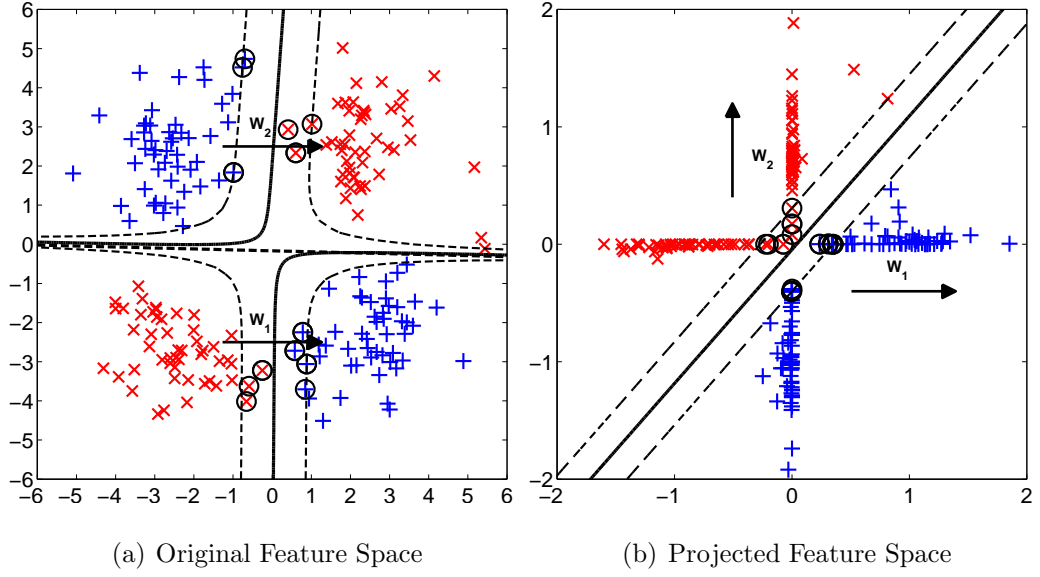 6
5
4
3
2
1
0
−1
−2
−3
−4
−5
−6
−6 −5 −4 −3 −2 −1 0 1 2 3 4 5 6
W2
W1
2
1
0
−1
−2
−2 −1 0 1 2
W2
W1
(a) Original Feature Space
(b) Projected Feature Space